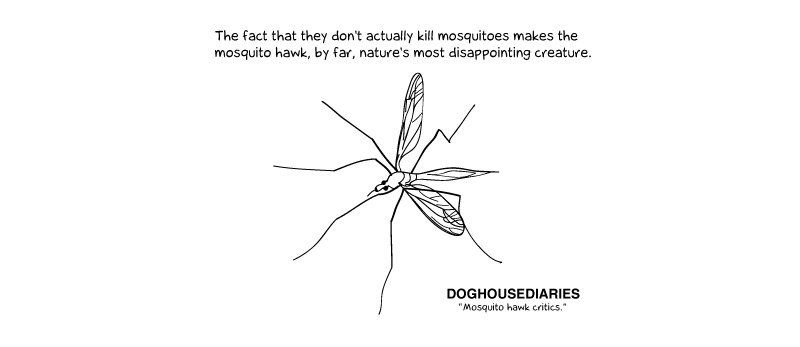 The fact that they don't actually kill mosquitoes makes the
mosquito hawk, by far, nature's most disappointing creature.
DOGHOUSEDIARIES
"Mosquito hawk critics."